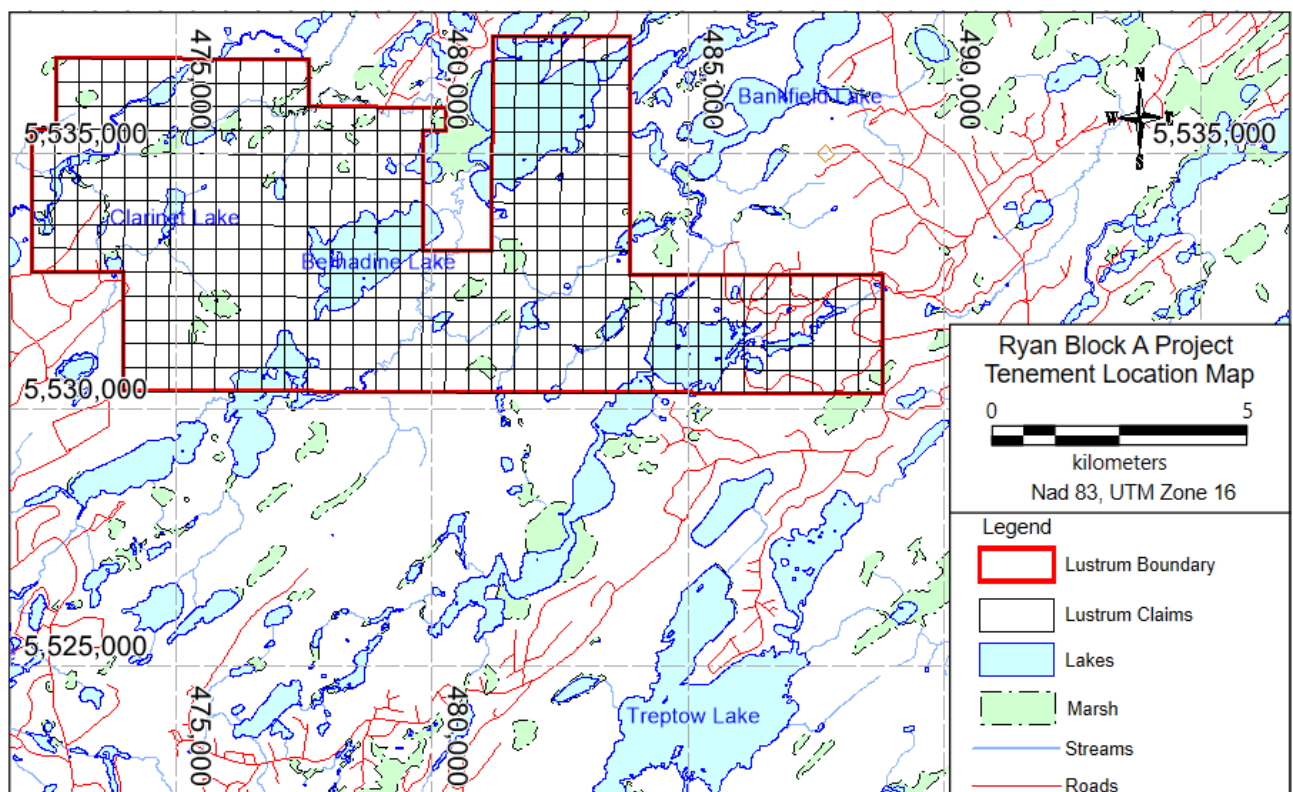 475,000
480,000
485,000
490,000
Bankfield Lake
N
W
S
5,535,000
5,535,000
Clarinet Lake
Bernadine Lake
5,530,000
Ryan Block A Project
Tenement Location Map
0 5
kilometers
Nad 83, UTM Zone 16
Legend
Lustrum Boundary
Lustrum Claims
Lakes
Marsh
Streams
Roads
5,525,000
475,000
480,000
Treptow Lake